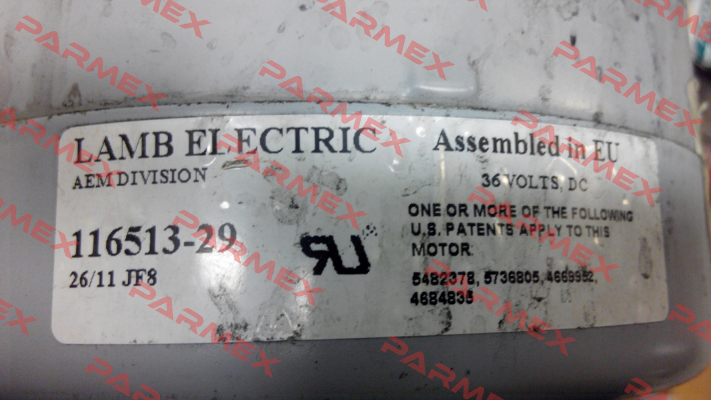 LAMB ELECTRIC
AEM DIVISION
116513-29
26/11 JF8
Assembled in EU
36 VOLTS, DC
ONE OR MORE OF THE FOLLOWING
U.S. PATENTS APPLY TO THIS
MOTOR
5482378, 5736805, 4669952,
4684835
PARMEX